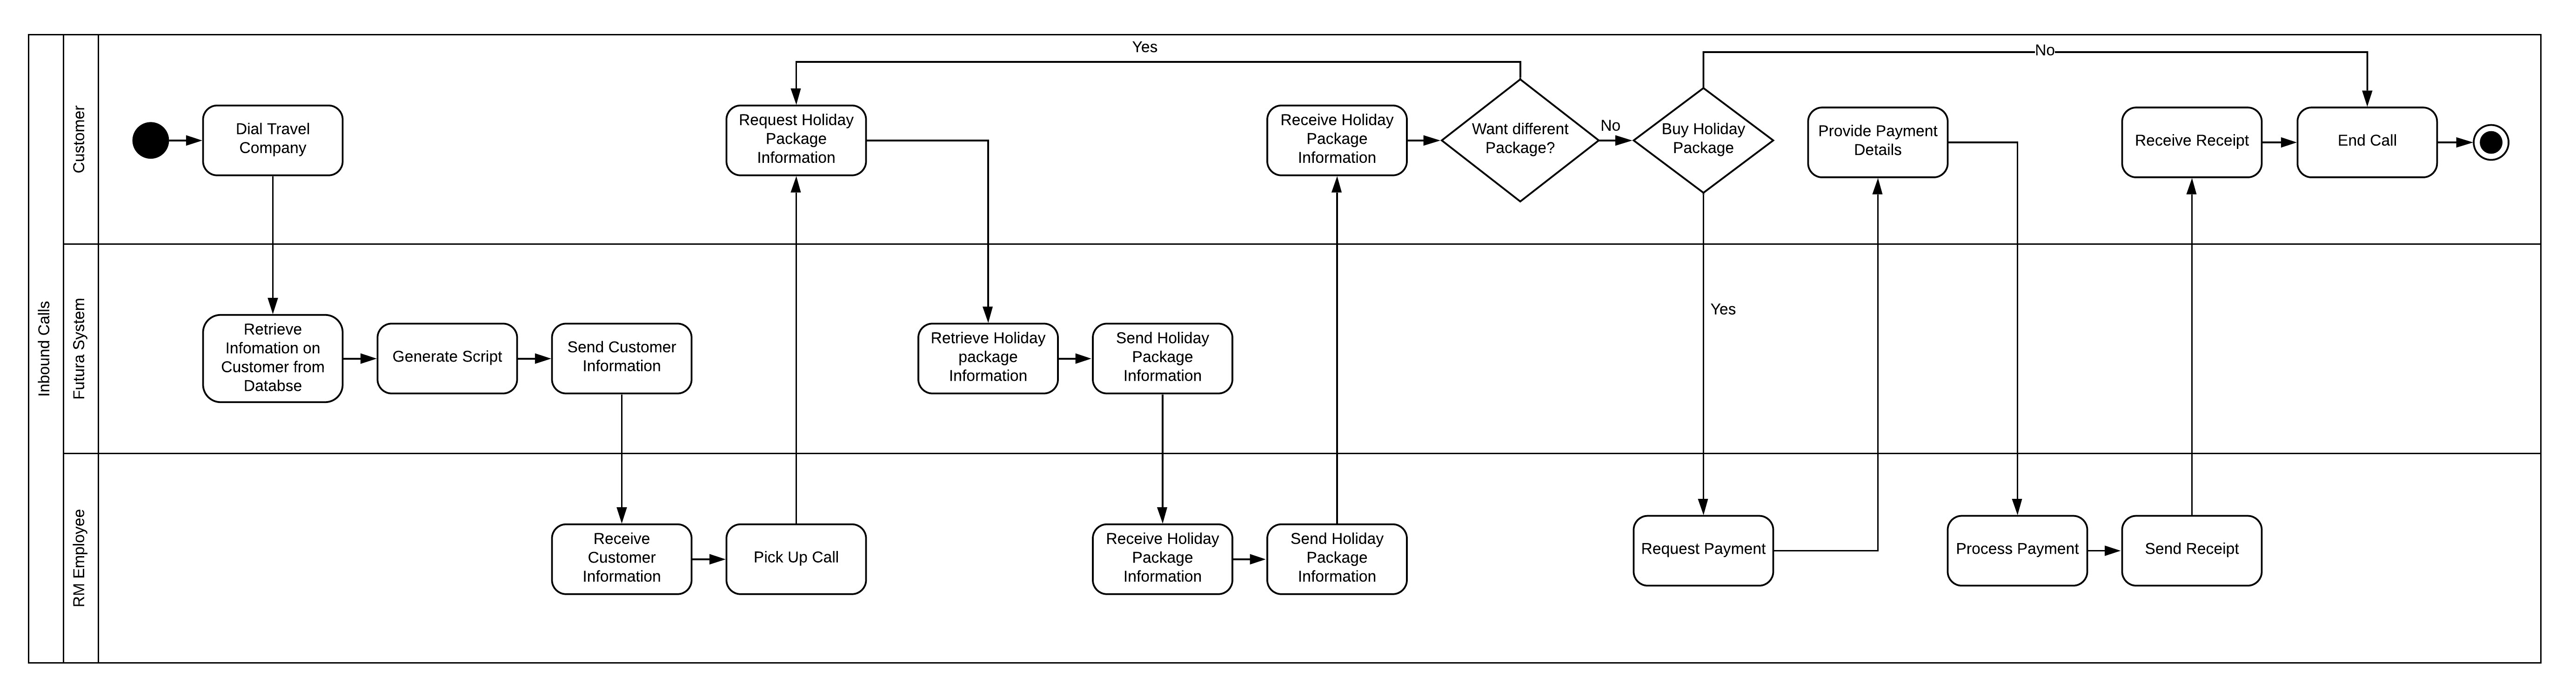 Inbound Calls
Customer
Yes
No
Dial Travel
Company
Request Holiday
Package
Information
Receive Holiday
Package
Information
Want different
Package?
No
Buy Holiday
Package
Provide Payment
Details
Receive Receipt
End Call
Futura System
Yes
Retrieve
Infomation on
Customer from
Databse
Generate Script
Send Customer
Information
Retrieve Holiday
package
Information
Send Holiday
Package
Information
RM Employee
Receive
Customer
Information
Pick Up Call
Receive Holiday
Package
Information
Send Holiday
Package
Information
Request Payment
Process Payment
Send Receipt